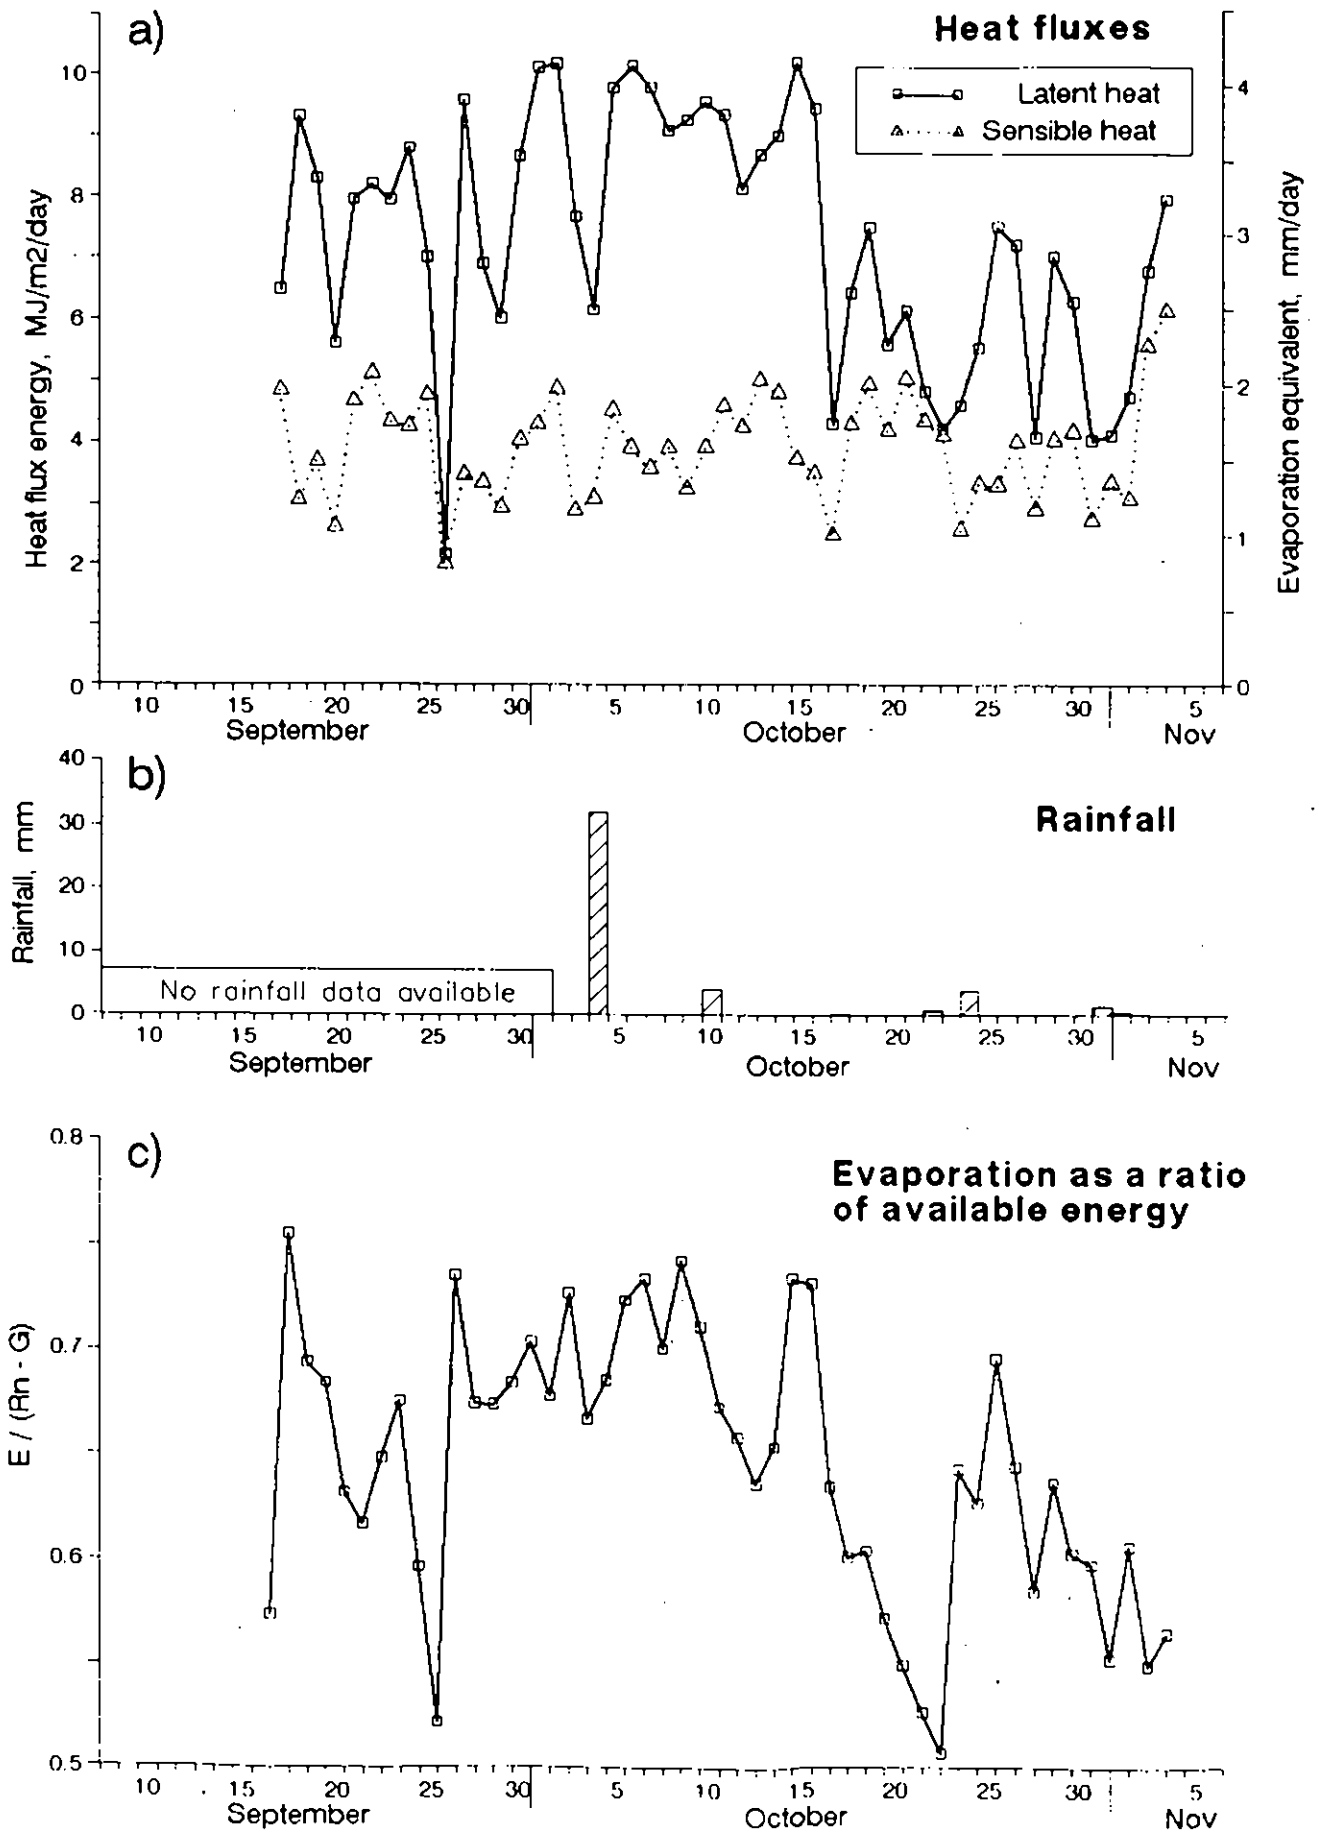 a)
Heat fluxes
Latent heat
Sensible heat
Heat flux energy, MJ/m2/day
10
8
6
4
2
0
Evaporation equivalent, mm/day
4
3
2
1
0
10 15 20 25 30 5 10 15 20 25 30 5
September October Nov
b)
Rainfall
Rainfall, mm
40
30
20
10
0
No rainfall data available
10 15 20 25 30 5 10 15 20 25 30 5
September October Nov
c)
Evaporation as a ratio
of available energy
E / (Rn - G)
0.8
0.7
0.6
0.5
10 15 20 25 30 5 10 15 20 25 30 5
September October Nov